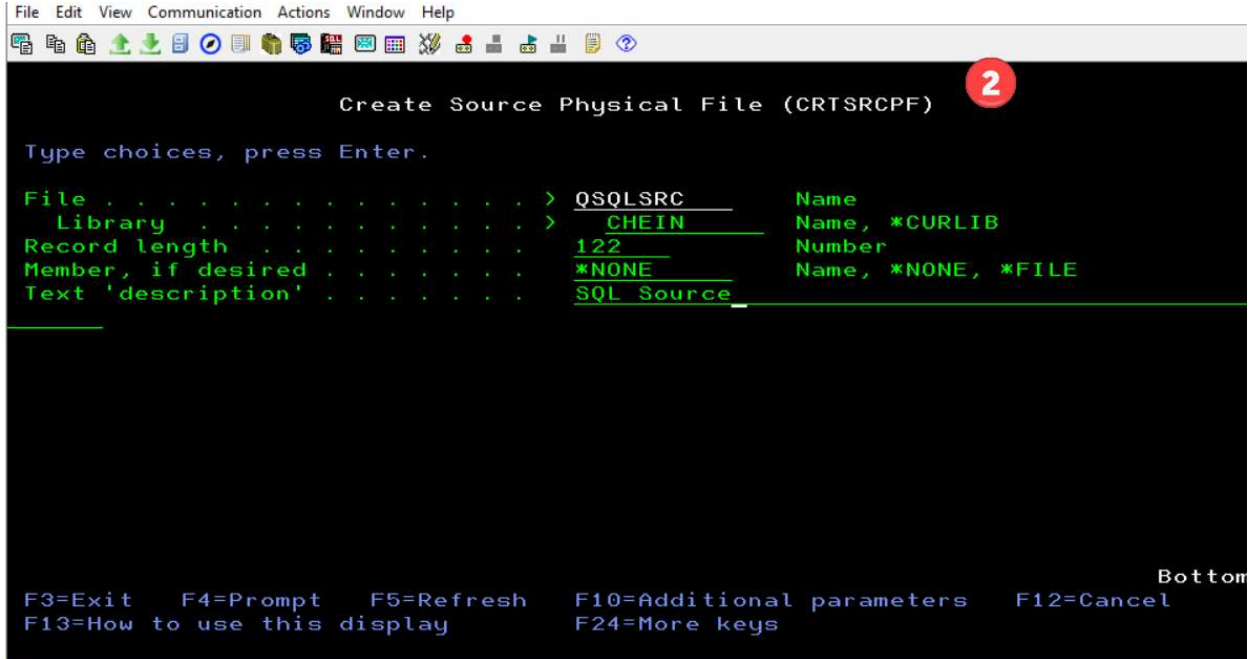 File Edit View Communication Actions Window Help
2
Create Source Physical File (CRTSRCPF)
Type choices, press Enter.
File . . . . . . . . . . . . . . > QSQLSRC Name
Library . . . . . . . . . . . > CHEIN Name, *CURLIB
Record length . . . . . . . . . 122 Number
Member, if desired . . . . . . . *NONE Name, *NONE, *FILE
Text 'description' . . . . . . . SQL Source
Bottom
F3=Exit F4=Prompt F5=Refresh F10=Additional parameters F12=Cancel
F13=How to use this display F24=More keys